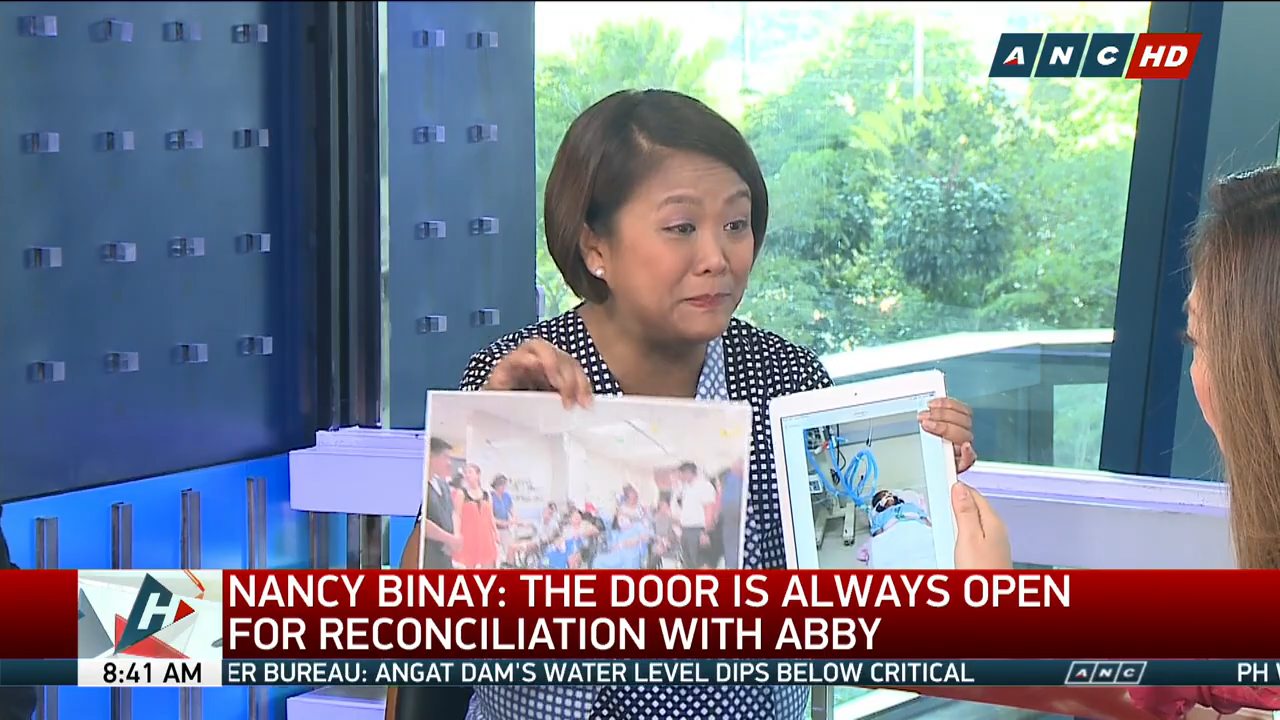 ANC HD
NANCY BINAY: THE DOOR IS ALWAYS OPEN
FOR RECONCILIATION WITH ABBY
H
8:41 AM
ER BUREAU: ANGAT DAM'S WATER LEVEL DIPS BELOW CRITICAL
ANC
PH